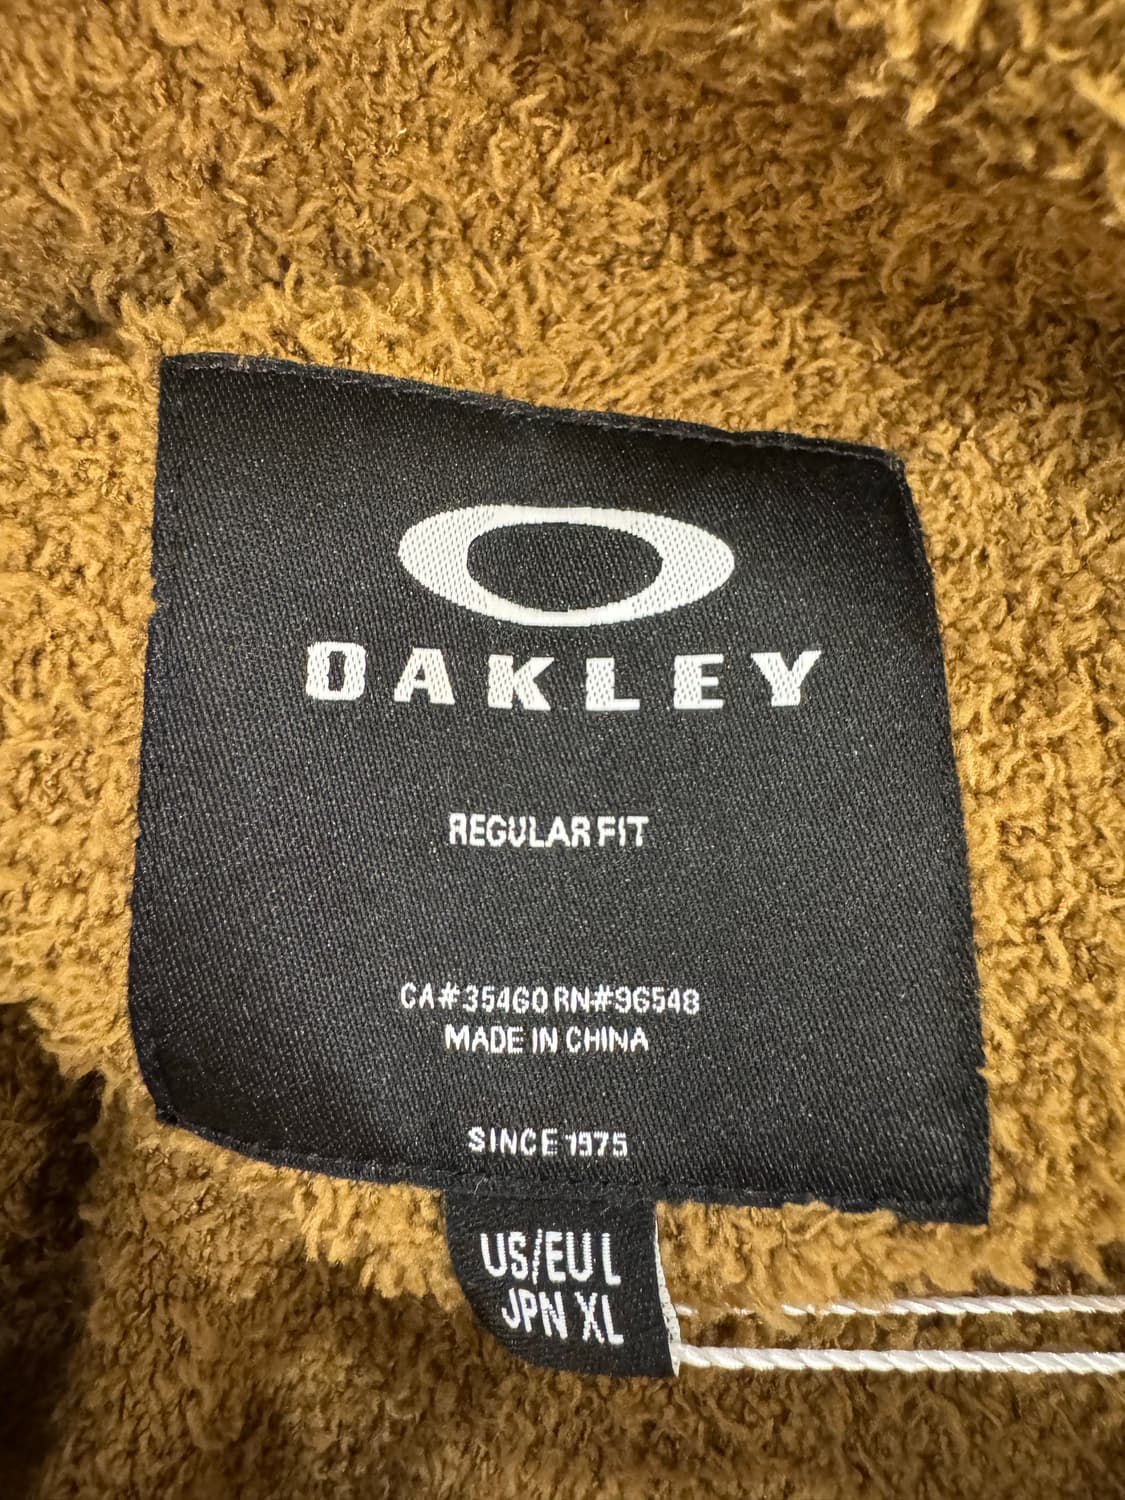 OAKLEY
REGULAR FIT
CA#35460 RN#96548
MADE IN CHINA
SINCE 1975
US/EU L
JPN XL